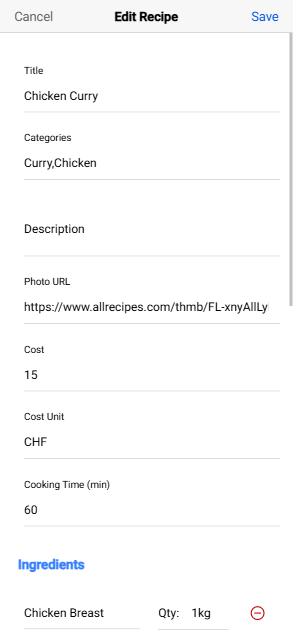 Cancel Edit Recipe Save
Title
Chicken Curry
Categories
Curry,Chicken
Description
Photo URL
https://www.allrecipes.com/thmb/FL-xnyAllLy
Cost
15
Cost Unit
CHF
Cooking Time (min)
60
Ingredients
Chicken Breast Qty: 1kg